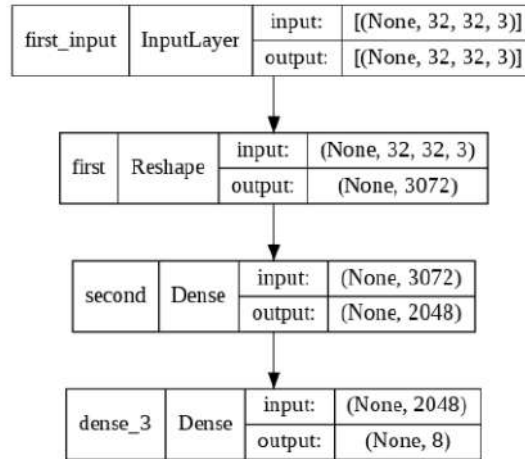 first_input InputLayer input: [(None, 32, 32, 3)]
output: [(None, 32, 32, 3)]
first Reshape input: (None, 32, 32, 3)
output: (None, 3072)
second Dense input: (None, 3072)
output: (None, 2048)
dense_3 Dense input: (None, 2048)
output: (None, 8)